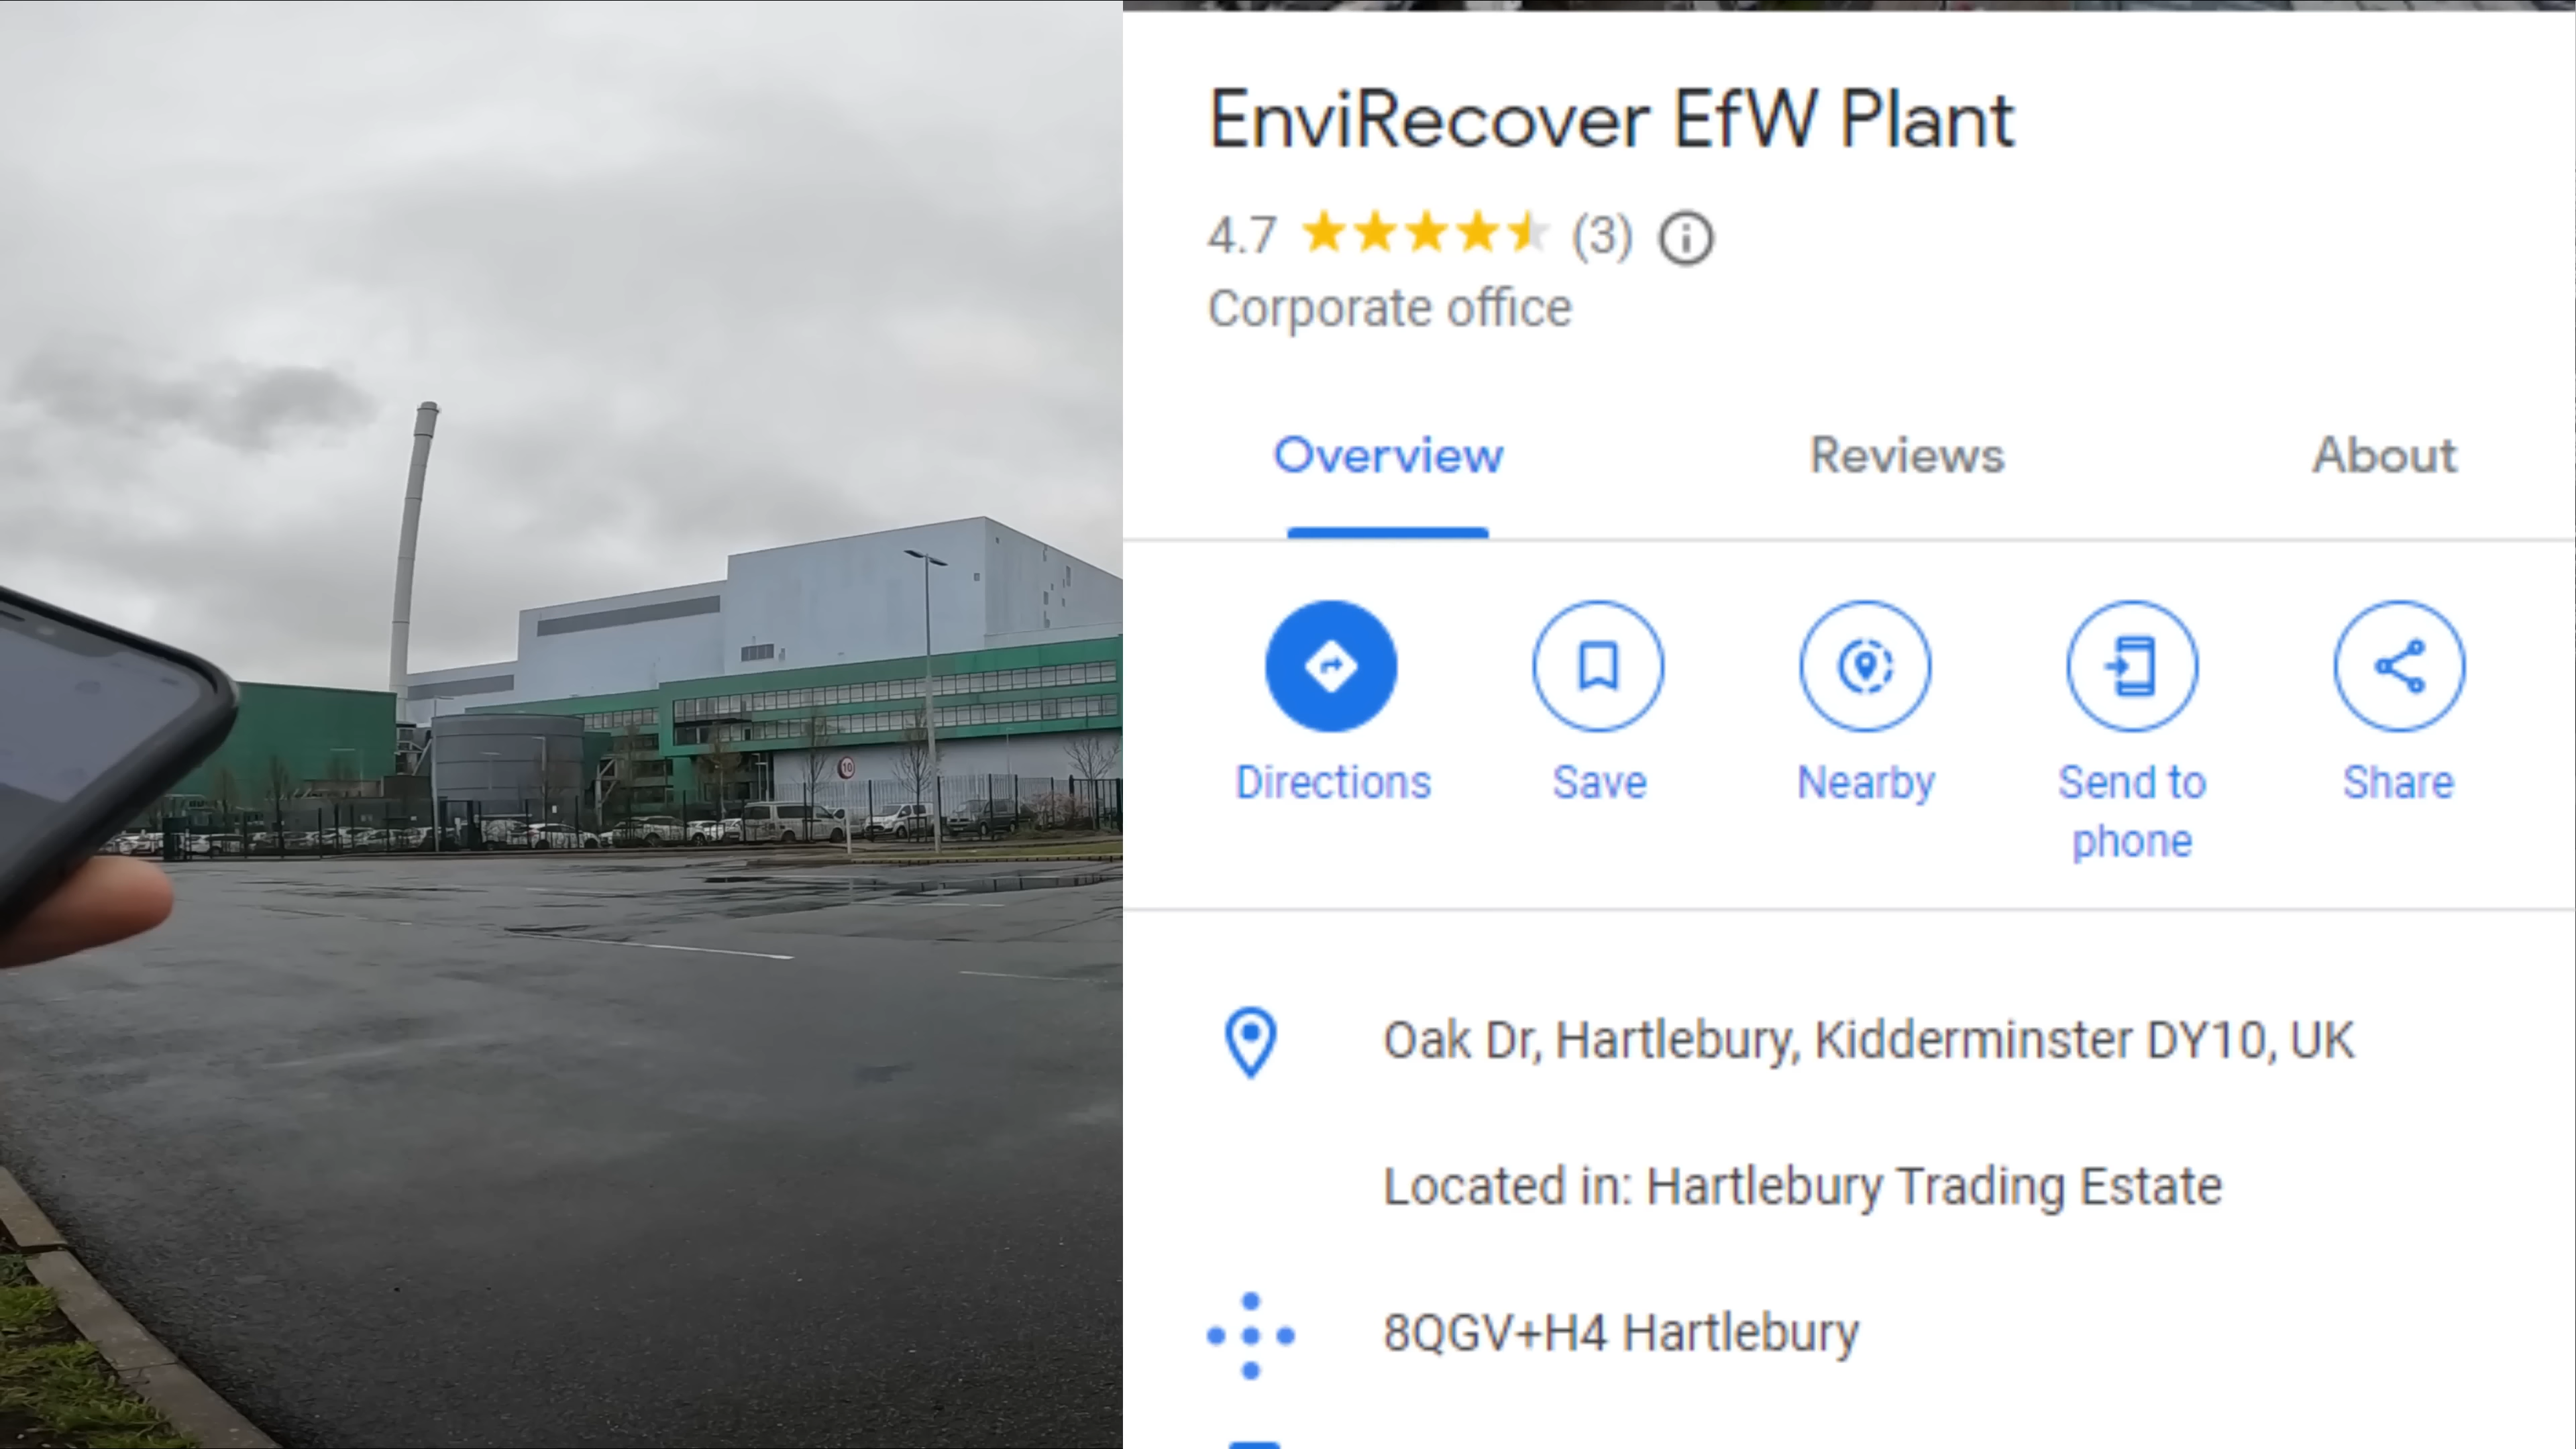 10
EnviRecover EfW Plant
4.7 (3)
Corporate office
Overview Reviews About
Directions Save Nearby Send to phone Share
Oak Dr, Hartlebury, Kidderminster DY10, UK
Located in: Hartlebury Trading Estate
8QGV+H4 Hartlebury